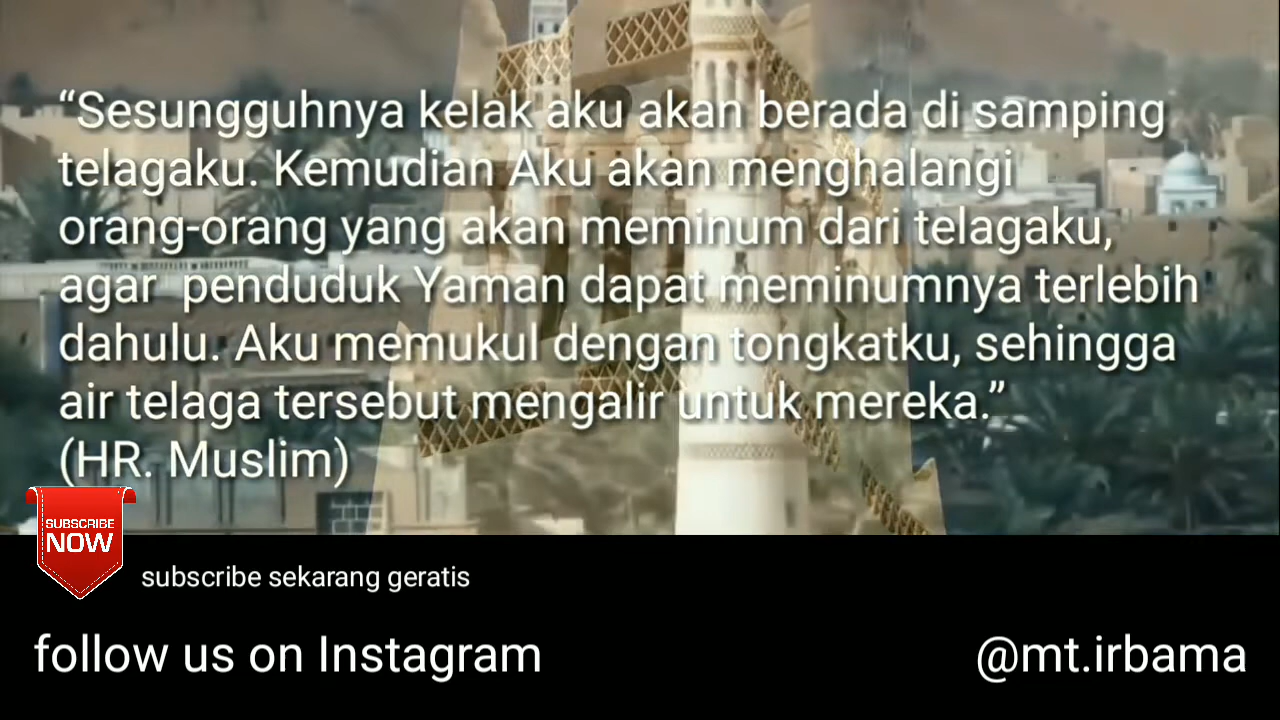 “Sesungguhnya kelak aku akan berada di samping
telagaku. Kemudian Aku akan menghalangi
orang-orang yang akan meminum dari telagaku,
agar  penduduk Yaman dapat meminumnya terlebih
dahulu. Aku memukul dengan tongkatku, sehingga
air telaga tersebut mengalir untuk mereka.”
(HR. Muslim)
SUBSCRIBE
NOW
subscribe sekarang geratis
follow us on Instagram
@mt.irbama